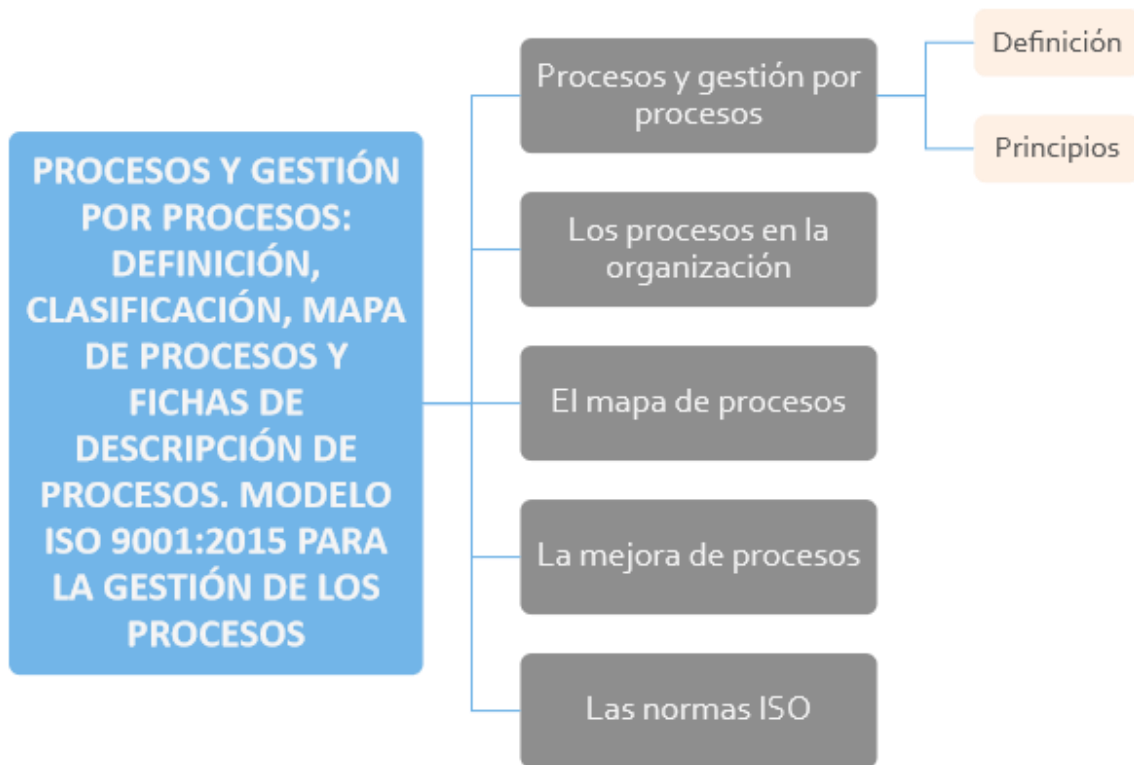 PROCESOS Y GESTIÓN
POR PROCESOS:
DEFINICIÓN,
CLASIFICACIÓN, MAPA
DE PROCESOS Y
FICHAS DE
DESCRIPCIÓN DE
PROCESOS. MODELO
ISO 9001:2015 PARA
LA GESTIÓN DE LOS
PROCESOS
Procesos y gestión por
procesos
Definición
Principios
Los procesos en la
organización
El mapa de procesos
La mejora de procesos
Las normas ISO